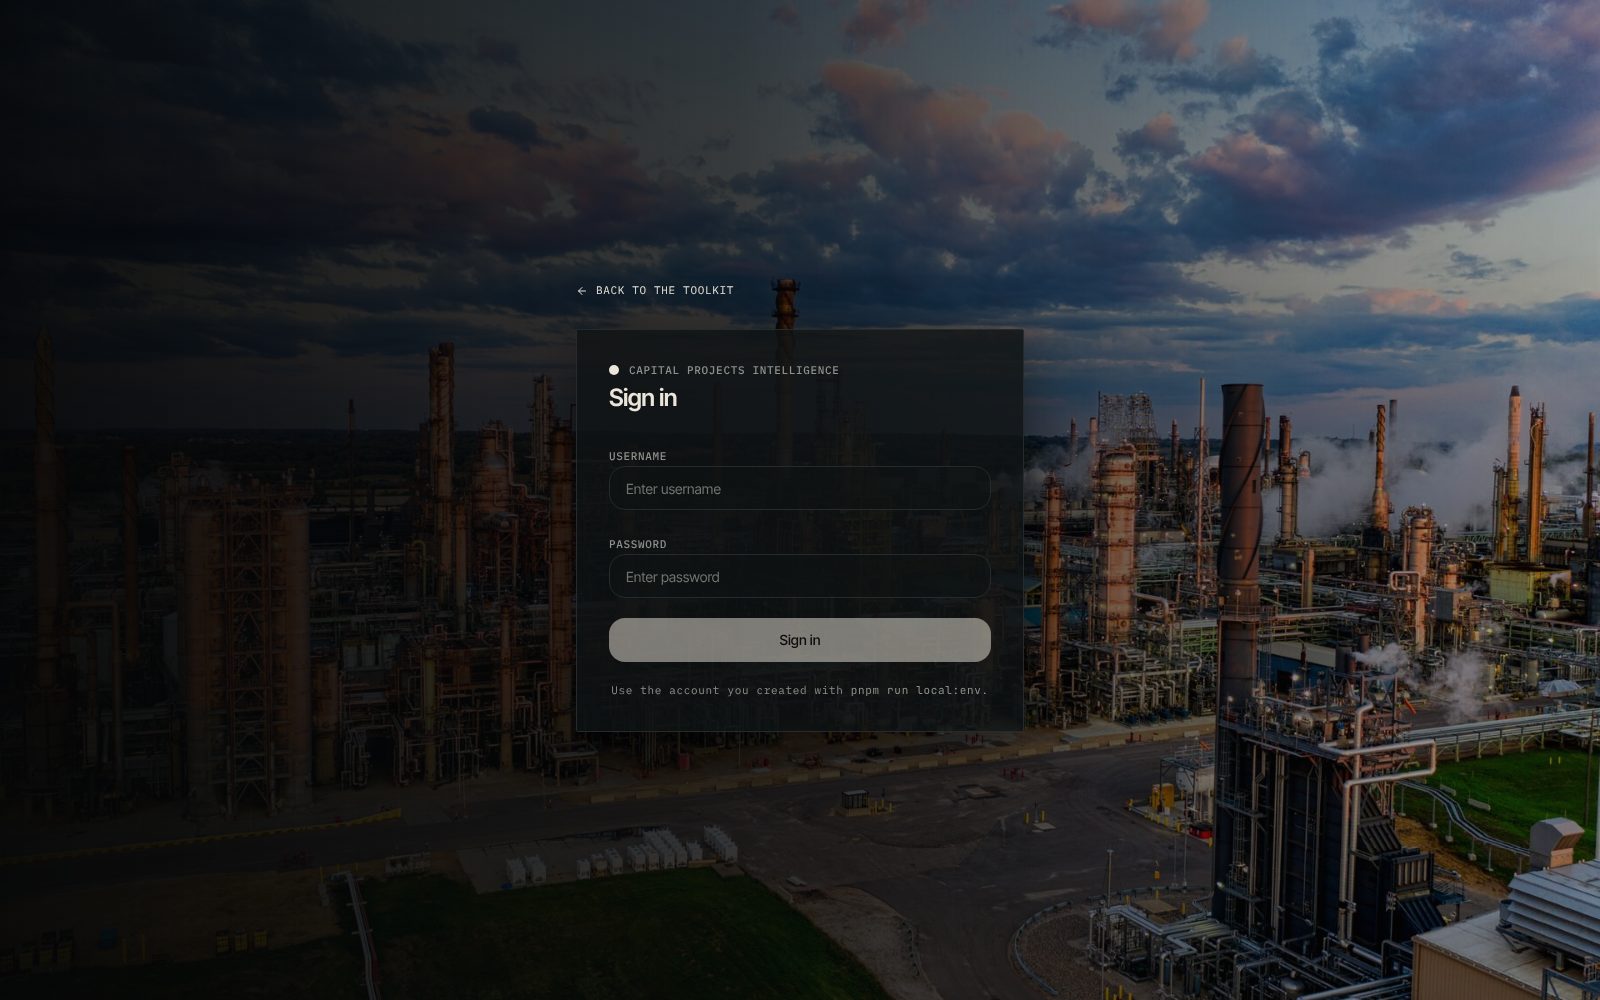 ← BACK TO THE TOOLKIT
CAPITAL PROJECTS INTELLIGENCE
Sign in
USERNAME
Enter username
PASSWORD
Enter password
Sign in
Use the account you created with pnpm run local:env.